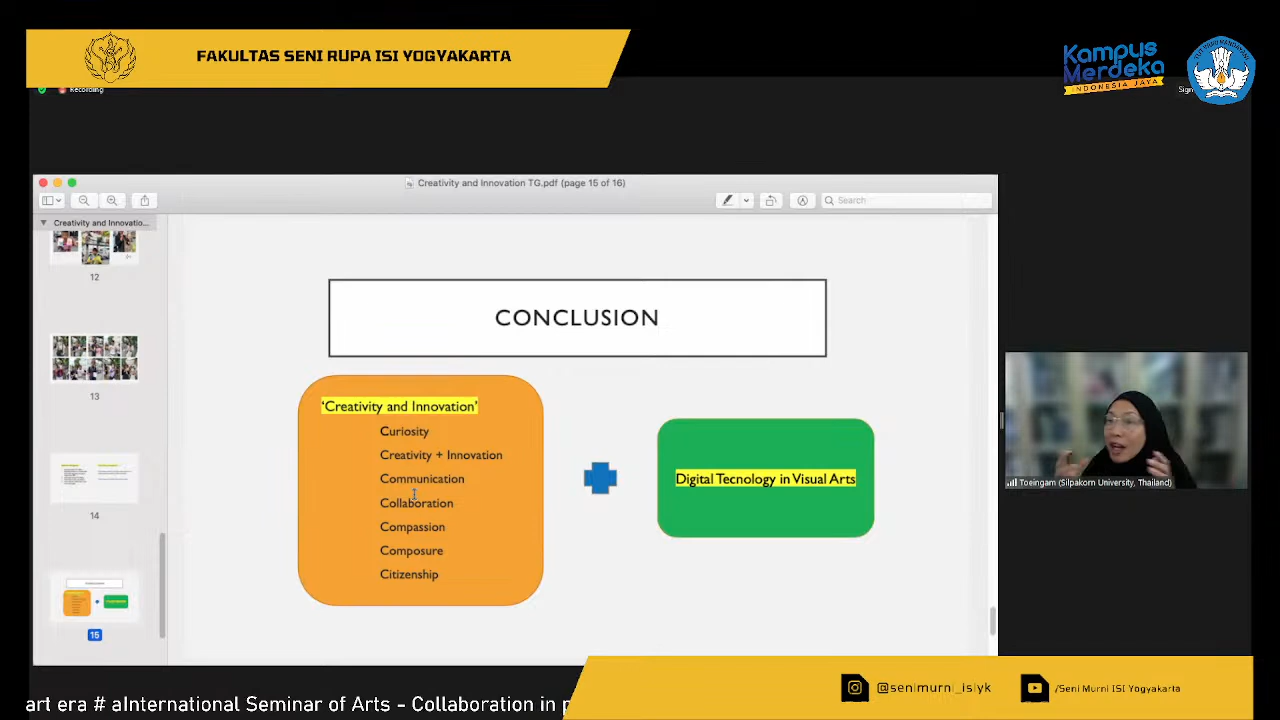 FAKULTAS SENI RUPA ISI YOGYAKARTA
Kampus
Merdeka
INDONESIA JAYA
Recording
Sign
Creativity and Innovation TG.pdf (page 15 of 16)
Search
Creativity and Innovatio...
12
13
14
15
CONCLUSION
‘Creativity and Innovation’
Curiosity
Creativity + Innovation
Communication
Collaboration
Compassion
Composure
Citizenship
Digital Tecnology in Visual Arts
Toeingam (Silpakorn University, Thailand)
@senimurni_isiyk
/Seni Murni ISI Yogyakarta
art era # aInternational Seminar of Arts - Collaboration in p